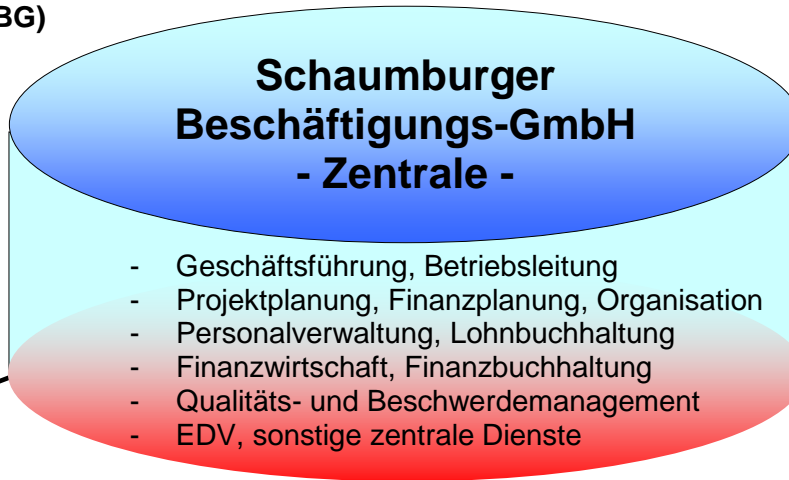 BG)
Schaumburger
Beschäftigungs-GmbH
- Zentrale -
- Geschäftsführung, Betriebsleitung
- Projektplanung, Finanzplanung, Organisation
- Personalverwaltung, Lohnbuchhaltung
- Finanzwirtschaft, Finanzbuchhaltung
- Qualitäts- und Beschwerdemanagement
- EDV, sonstige zentrale Dienste